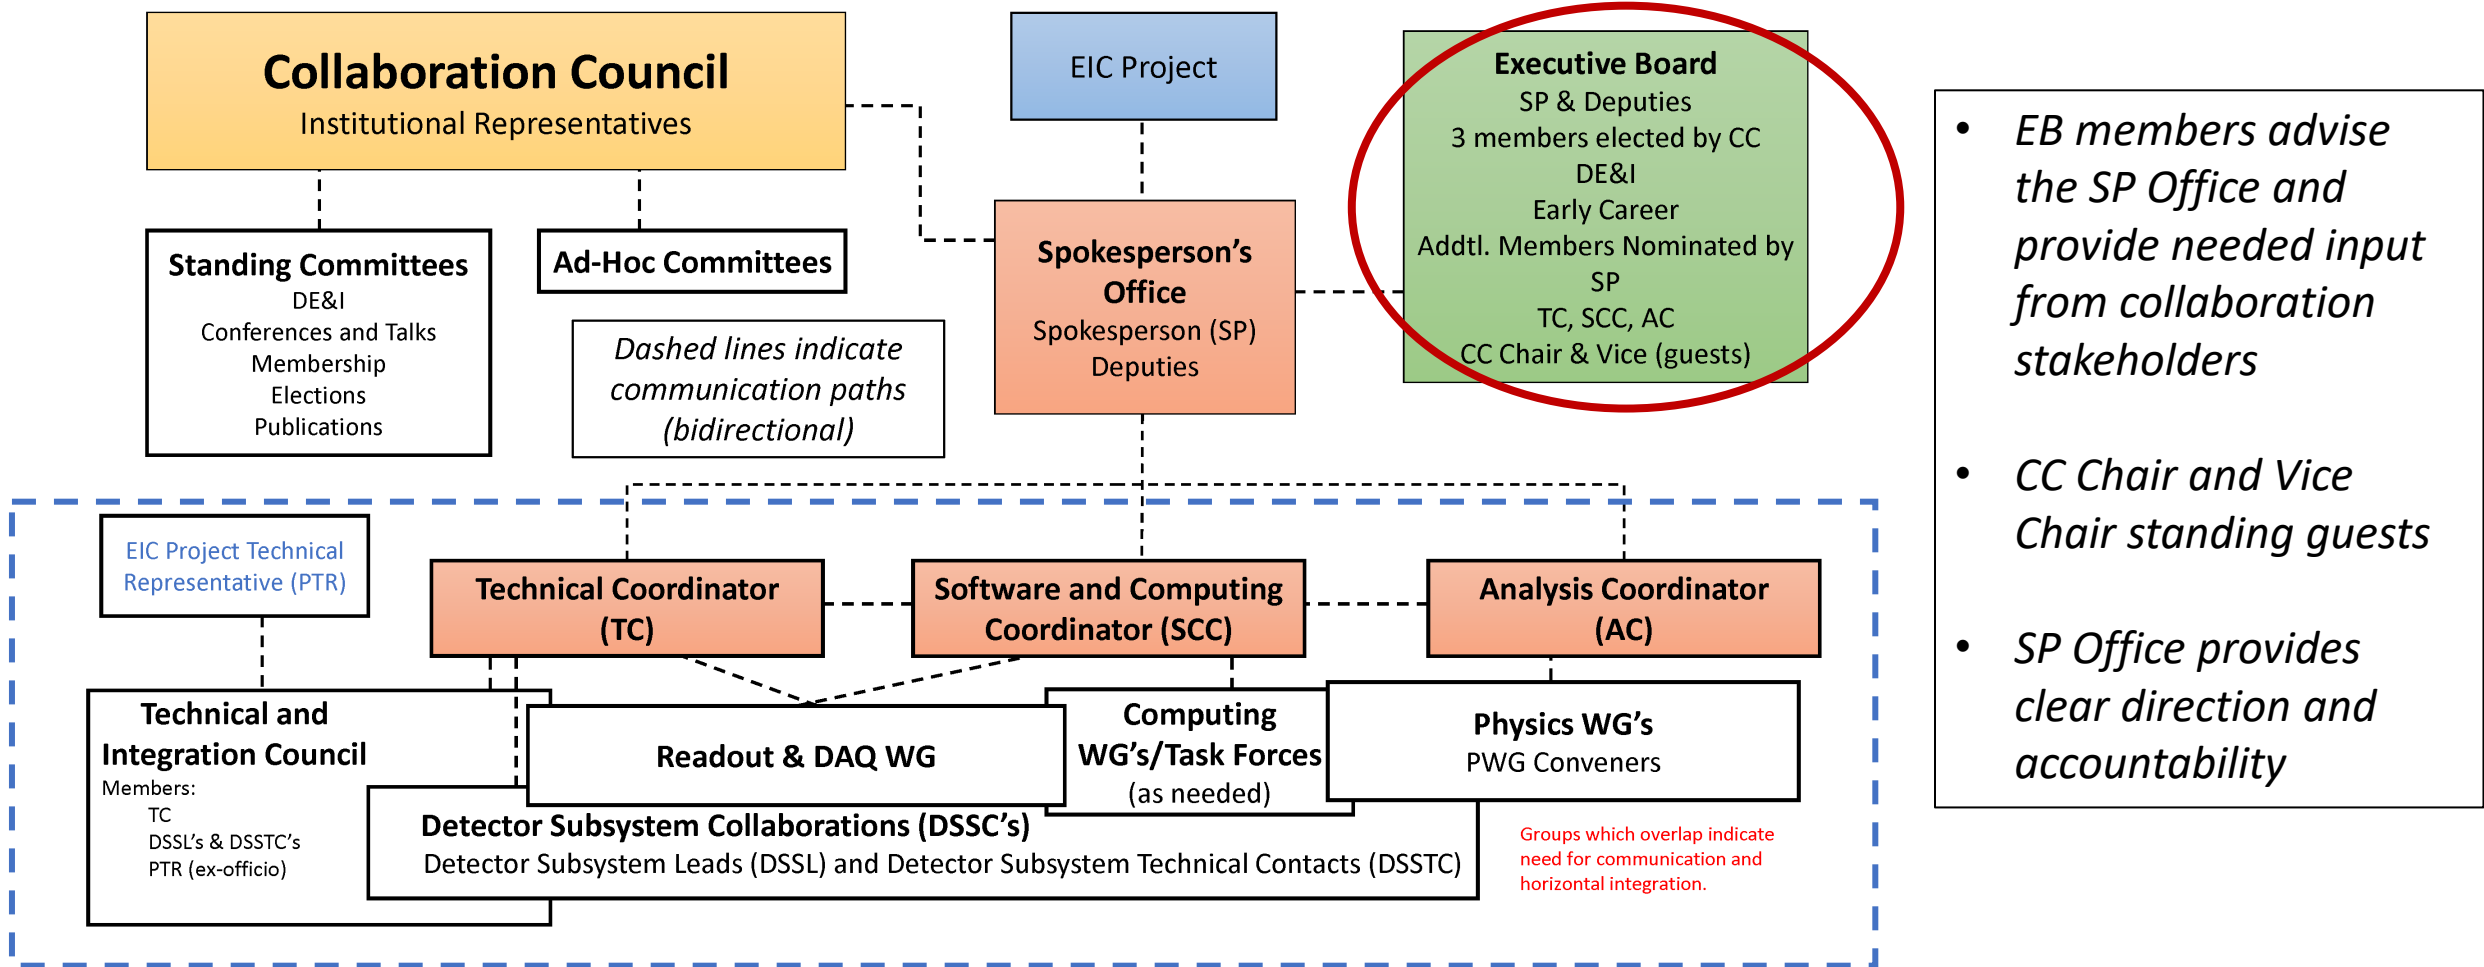 Collaboration Council
Institutional Representatives
EIC Project
Executive Board
SP & Deputies
3 members elected by CC
DE&I
Early Career
Addtl. Members Nominated by
SP
TC, SCC, AC
CC Chair & Vice (guests)
Standing Committees
DE&I
Conferences and Talks
Membership
Elections
Publications
Ad-Hoc Committees
Dashed lines indicate
communication paths
(bidirectional)
Spokesperson’s
Office
Spokesperson (SP)
Deputies
• EB members advise
the SP Office and
provide needed input
from collaboration
stakeholders
• CC Chair and Vice
Chair standing guests
• SP Office provides
clear direction and
accountability
EIC Project Technical
Representative (PTR)
Technical Coordinator
(TC)
Software and Computing
Coordinator (SCC)
Analysis Coordinator
(AC)
Technical and
Integration Council
Members:
TC
DSSL’s & DSSTC’s
PTR (ex-officio)
Readout & DAQ WG
Computing
WG’s/Task Forces
(as needed)
Physics WG’s
PWG Conveners
Detector Subsystem Collaborations (DSSC’s)
Detector Subsystem Leads (DSSL) and Detector Subsystem Technical Contacts (DSSTC)
Groups which overlap indicate
need for communication and
horizontal integration.